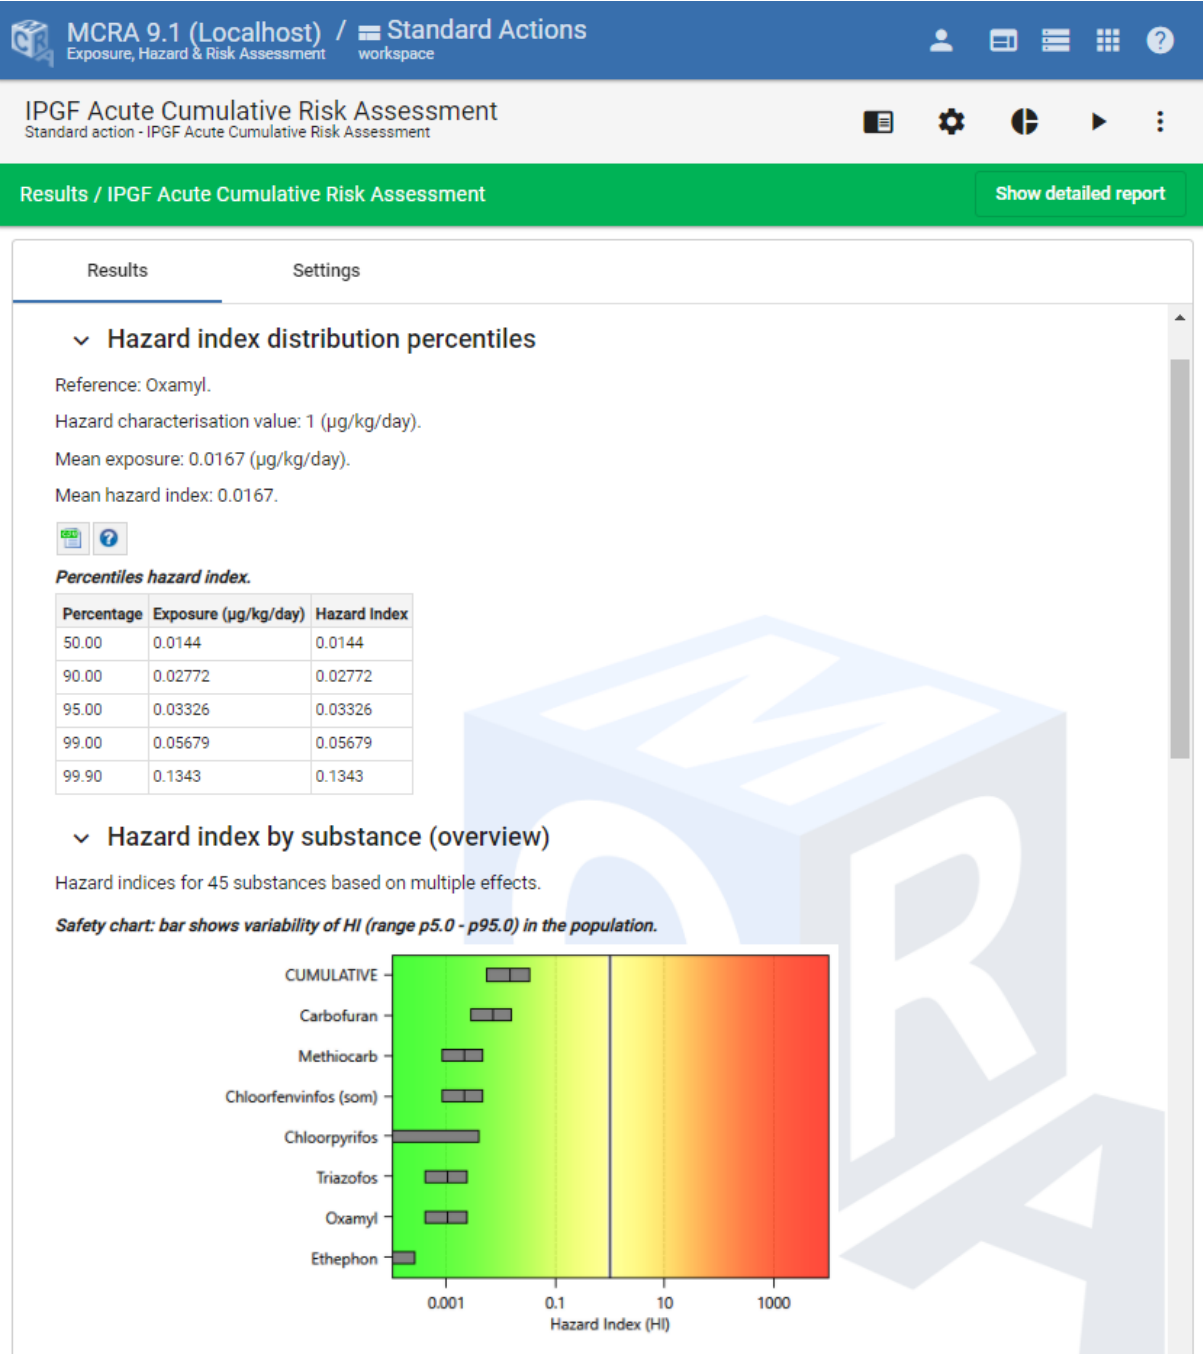 MCRA 9.1 (Localhost) / Standard Actions
Exposure, Hazard & Risk Assessment workspace
IPGF Acute Cumulative Risk Assessment
Standard action - IPGF Acute Cumulative Risk Assessment
Results / IPGF Acute Cumulative Risk Assessment Show detailed report
Results Settings
Hazard index distribution percentiles
Reference: Oxamyl.
Hazard characterisation value: 1 (μg/kg/day).
Mean exposure: 0.0167 (μg/kg/day).
Mean hazard index: 0.0167.
Percentiles hazard index.
Percentage Exposure (μg/kg/day) Hazard Index
50.00 0.0144 0.0144
90.00 0.02772 0.02772
95.00 0.03326 0.03326
99.00 0.05679 0.05679
99.90 0.1343 0.1343
Hazard index by substance (overview)
Hazard indices for 45 substances based on multiple effects.
Safety chart: bar shows variability of HI (range p5.0 - p95.0) in the population.
CUMULATIVE
Carbofuran
Methiocarb
Chloorfenvinfos (som)
Chloorpyrifos
Triazofos
Oxamyl
Ethephon
0.001 0.1 10 1000
Hazard Index (HI)